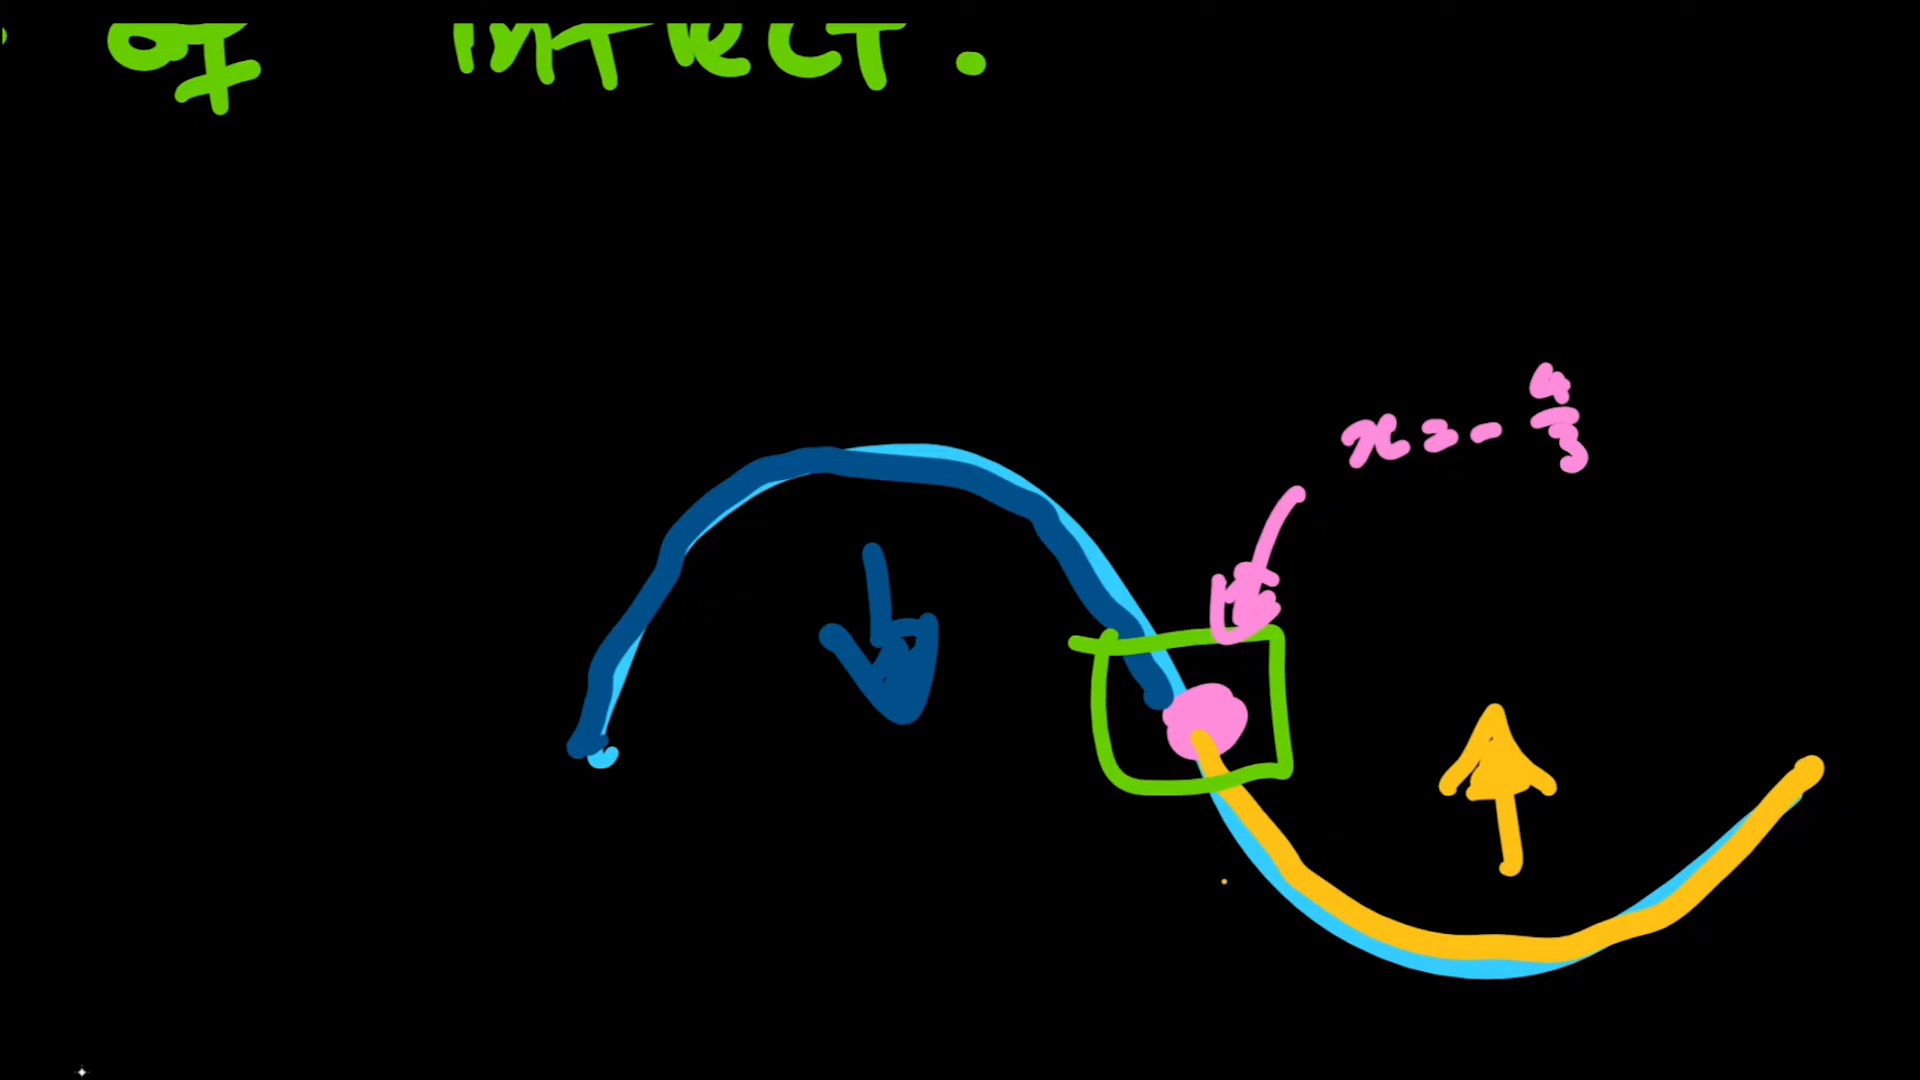 of inflect.
x = - 4/3